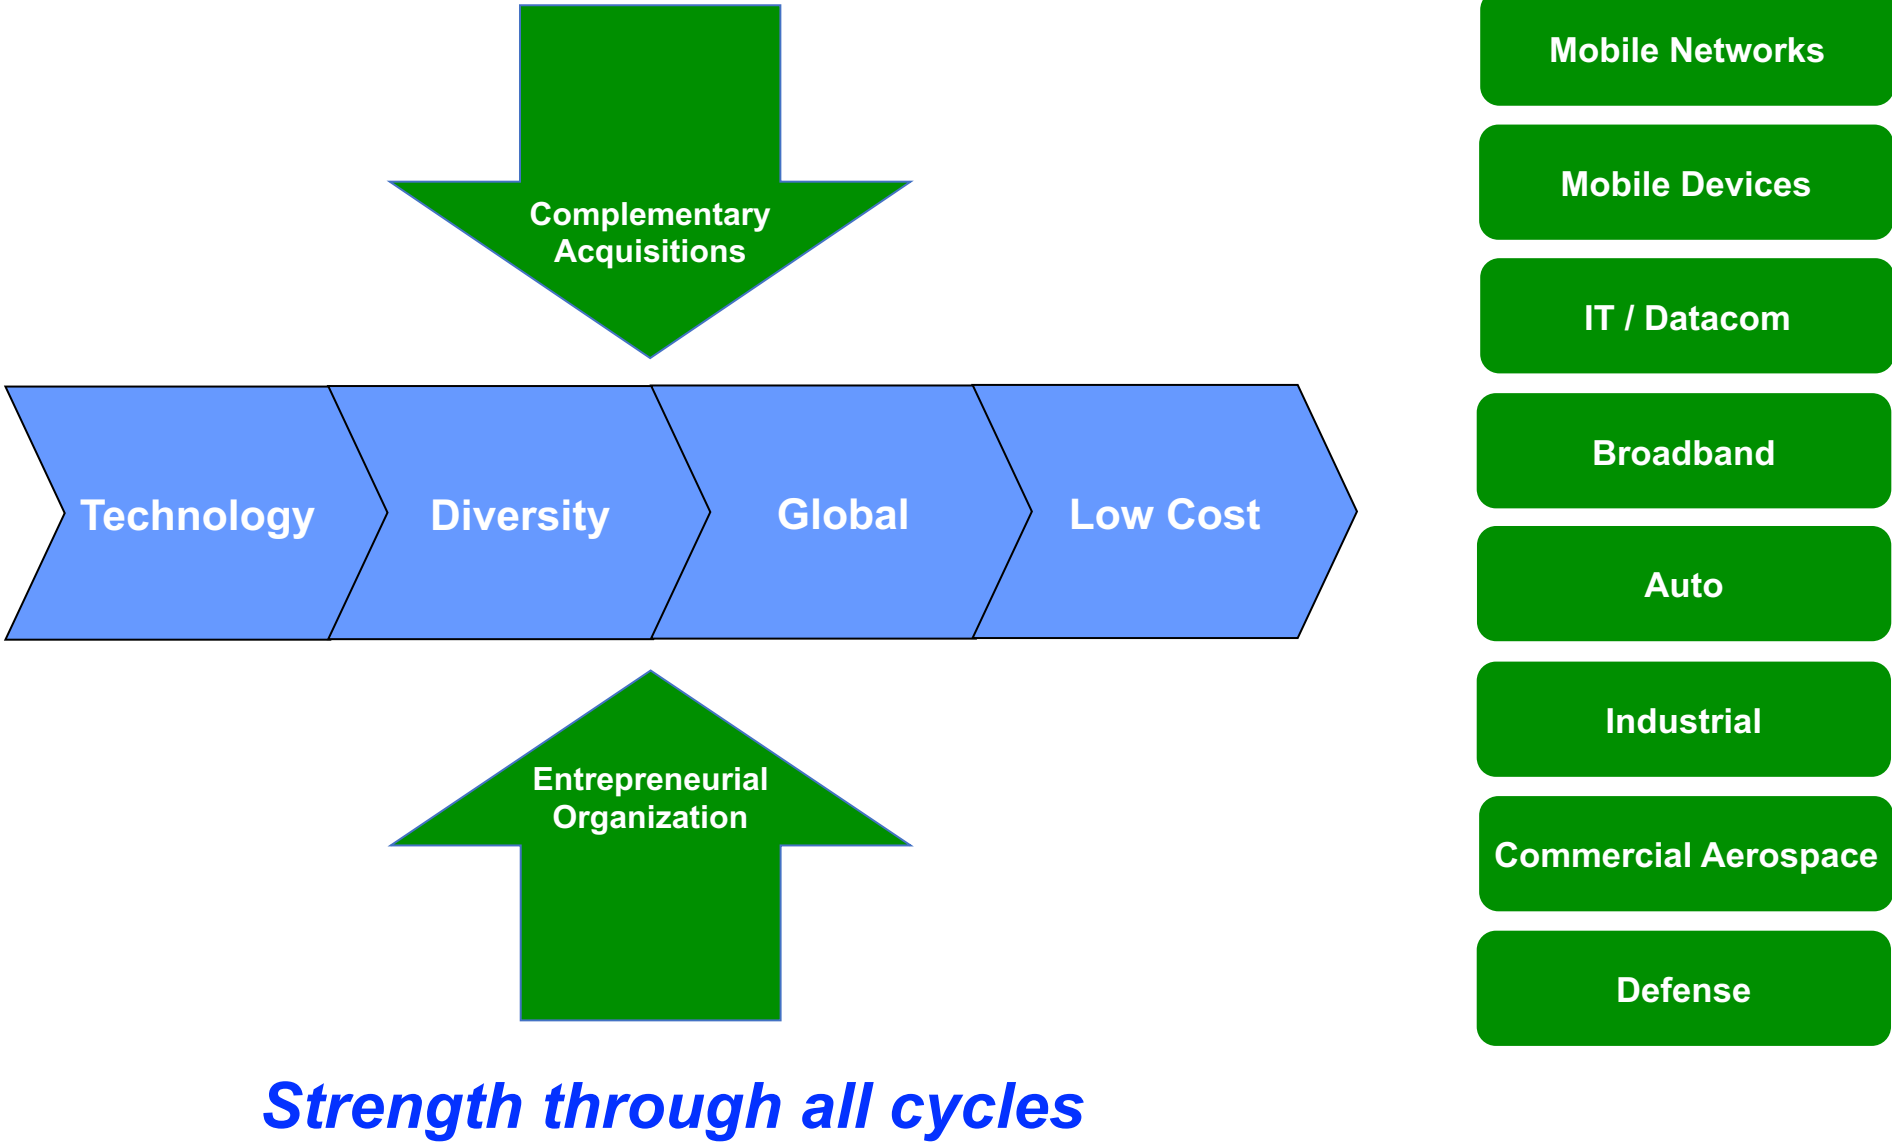 Complementary
Acquisitions
Technology
Diversity
Global
Low Cost
Entrepreneurial
Organization
Strength through all cycles
Mobile Networks
Mobile Devices
IT / Datacom
Broadband
Auto
Industrial
Commercial Aerospace
Defense